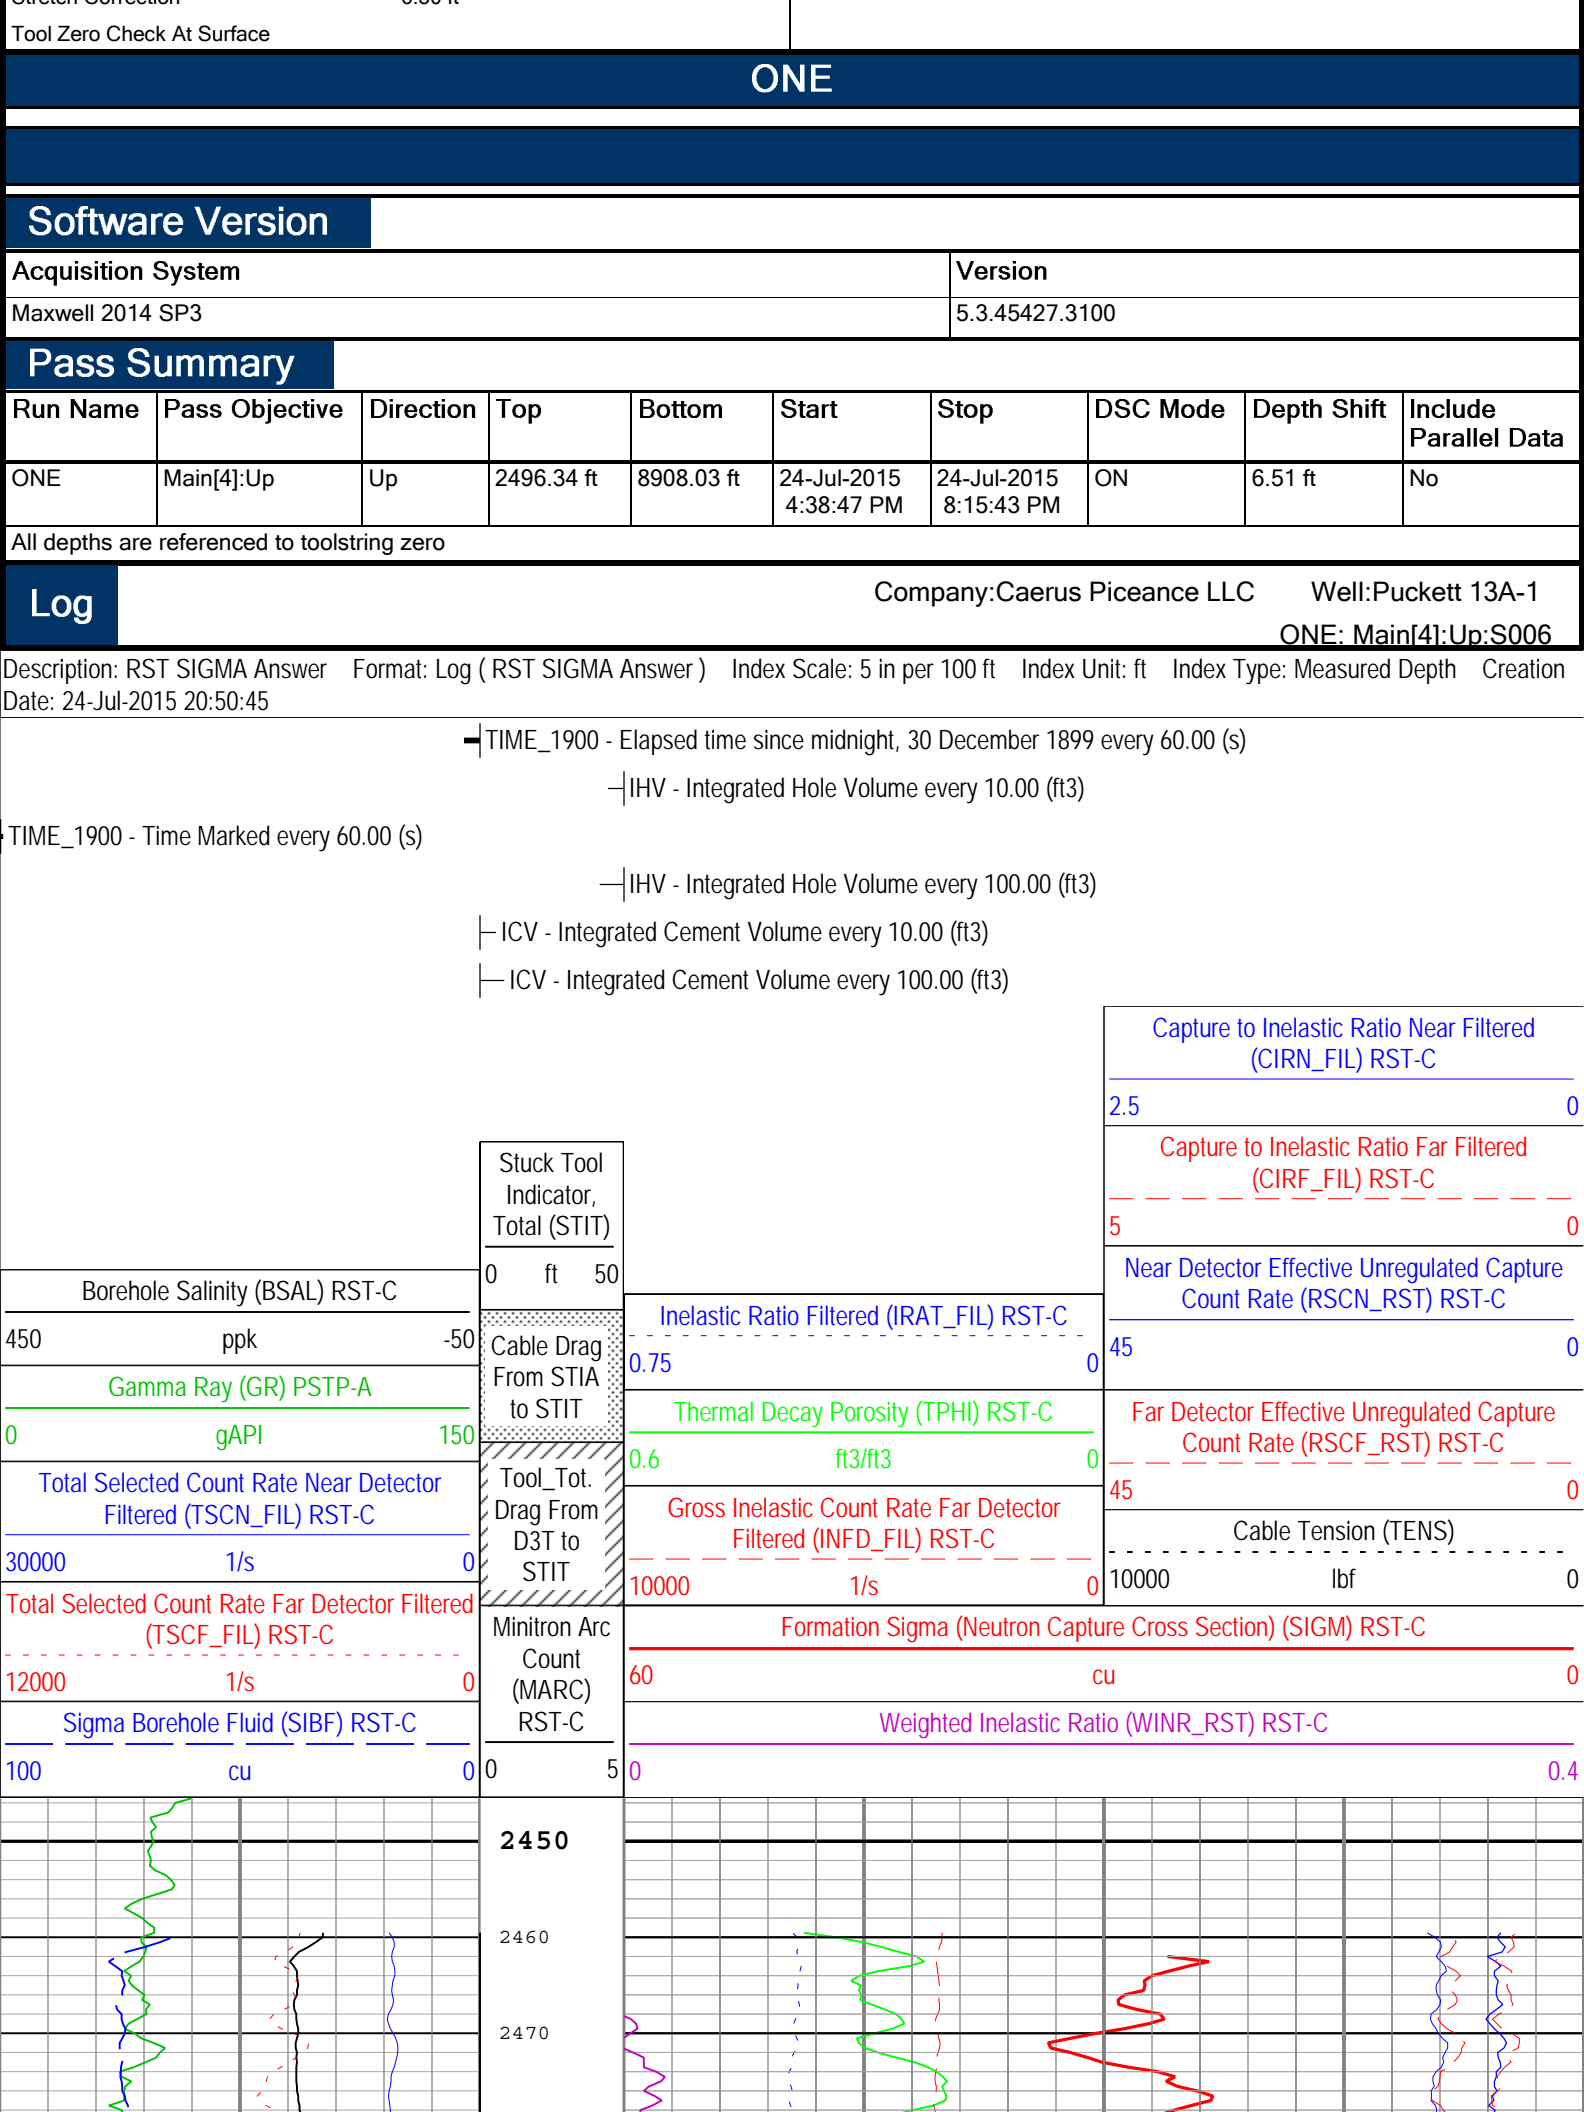 Tool Zero Check At Surface
ONE
Software Version
Acquisition System Version
Maxwell 2014 SP3 5.3.45427.3100
Pass Summary
Run Name Pass Objective Direction Top Bottom Start Stop DSC Mode Depth Shift Include
Parallel Data
ONE Main[4]:Up Up 2496.34 ft 8908.03 ft 24-Jul-2015 24-Jul-2015 ON 6.51 ft No
4:38:47 PM 8:15:43 PM
All depths are referenced to toolstring zero
Log
Company:Caerus Piceance LLC Well:Puckett 13A-1
ONE: Main[4]:Up:S006
Description: RST SIGMA Answer Format: Log ( RST SIGMA Answer ) Index Scale: 5 in per 100 ft Index Unit: ft Index Type: Measured Depth Creation
Date: 24-Jul-2015 20:50:45
TIME_1900 - Elapsed time since midnight, 30 December 1899 every 60.00 (s)
IHV - Integrated Hole Volume every 10.00 (ft3)
TIME_1900 - Time Marked every 60.00 (s)
IHV - Integrated Hole Volume every 100.00 (ft3)
ICV - Integrated Cement Volume every 10.00 (ft3)
ICV - Integrated Cement Volume every 100.00 (ft3)
Borehole Salinity (BSAL) RST-C
450 ppk -50
Gamma Ray (GR) PSTP-A
0 gAPI 150
Total Selected Count Rate Near Detector
Filtered (TSCN_FIL) RST-C
30000 1/s 0
Total Selected Count Rate Far Detector Filtered
(TSCF_FIL) RST-C
12000 1/s 0
Sigma Borehole Fluid (SIBF) RST-C
100 cu 0
Stuck Tool
Indicator,
Total (STIT)
0 ft 50
Cable Drag
From STIA
to STIT
Tool_Tot.
Drag From
D3T to
STIT
Minitron Arc
Count
(MARC)
RST-C
0 5
Inelastic Ratio Filtered (IRAT_FIL) RST-C
0.75 0
Thermal Decay Porosity (TPHI) RST-C
0.6 ft3/ft3 0
Gross Inelastic Count Rate Far Detector
Filtered (INFD_FIL) RST-C
10000 1/s 0
Capture to Inelastic Ratio Near Filtered
(CIRN_FIL) RST-C
2.5 0
Capture to Inelastic Ratio Far Filtered
(CIRF_FIL) RST-C
5 0
Near Detector Effective Unregulated Capture
Count Rate (RSCN_RST) RST-C
45 0
Far Detector Effective Unregulated Capture
Count Rate (RSCF_RST) RST-C
45 0
Cable Tension (TENS)
10000 lbf 0
Formation Sigma (Neutron Capture Cross Section) (SIGM) RST-C
60 cu 0
Weighted Inelastic Ratio (WINR_RST) RST-C
0 0.4
2450
2460
2470